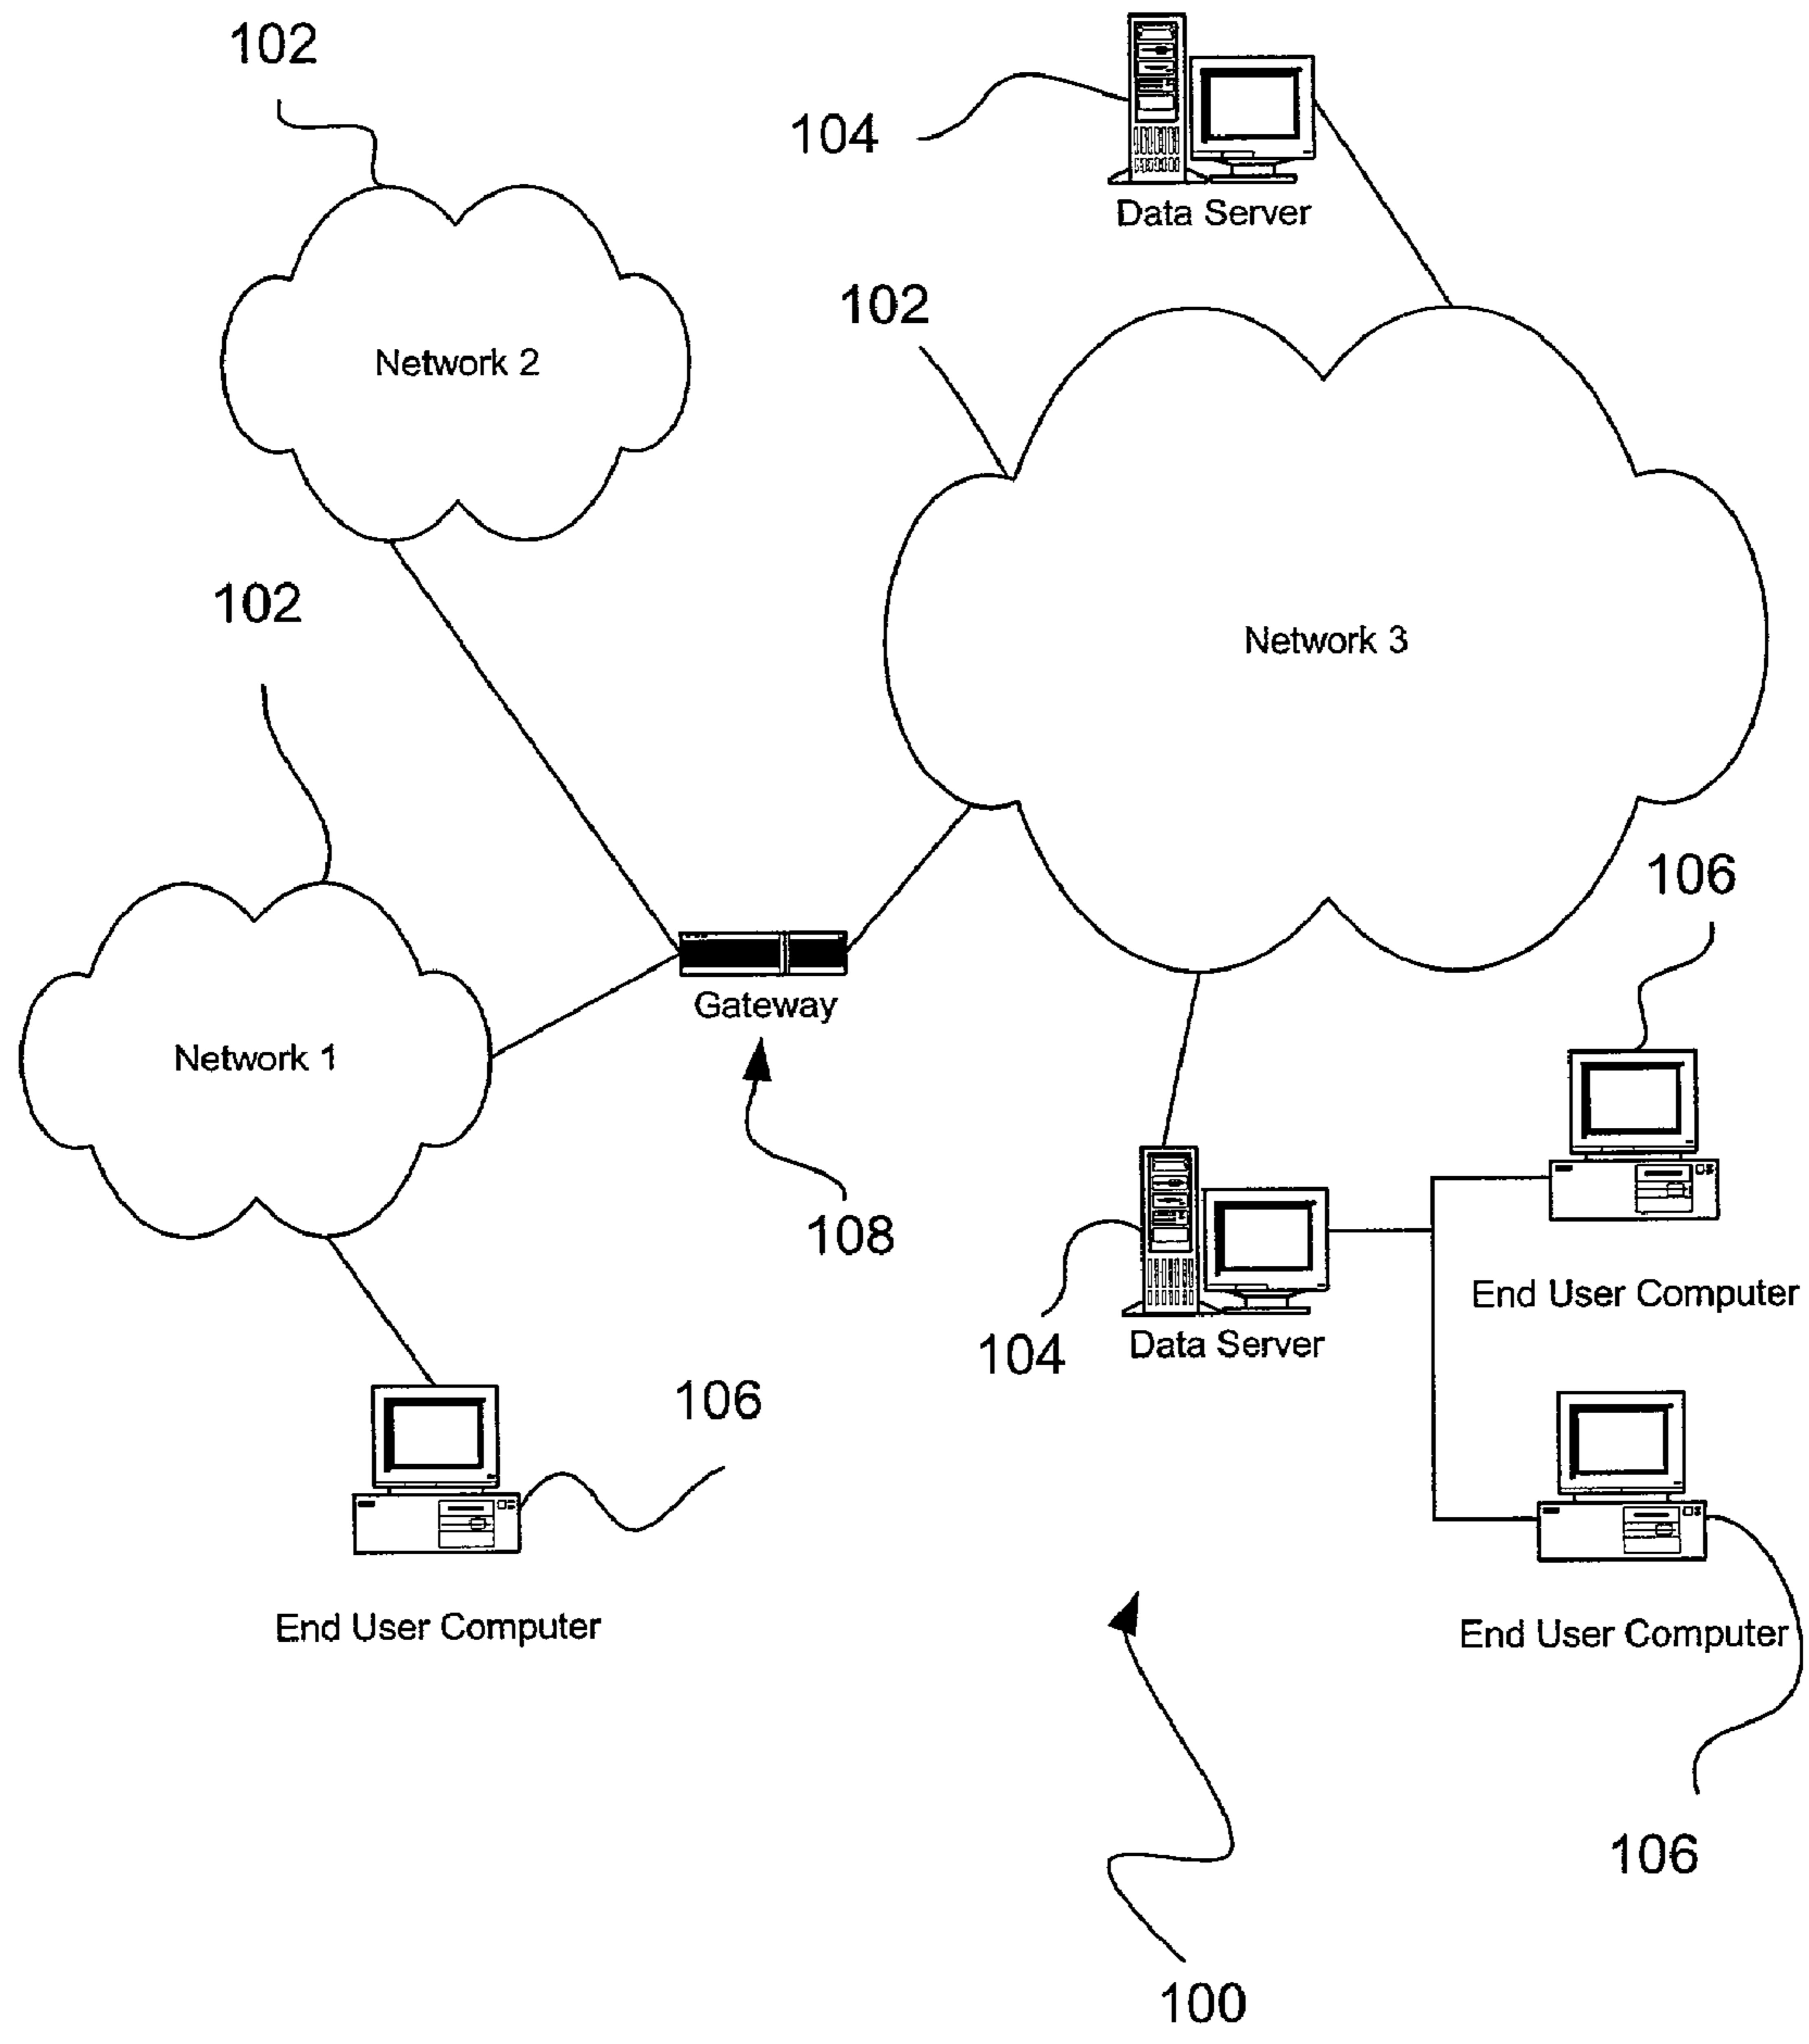 102
104
Data Server
102
Network 2
102
Network 3
106
Gateway
Network 1
108
End User Computer
104
Data Server
106
End User Computer
End User Computer
106
100